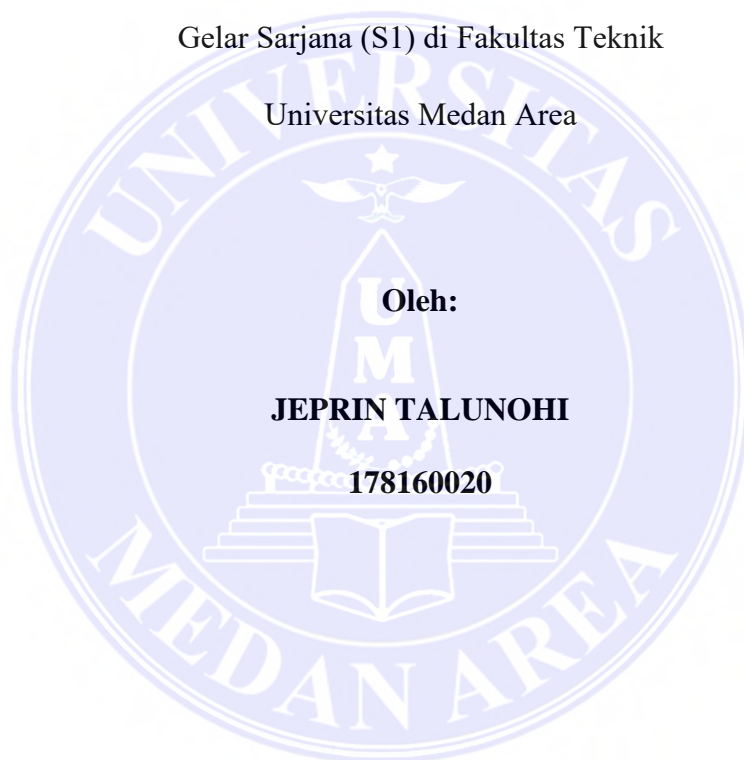 Gelar Sarjana (S1) di Fakultas Teknik
Universitas Medan Area
UNIVERSITAS
U
Oleh:
M
JEPRIN TALUNOHI
A
178160020
MEDAN AREA